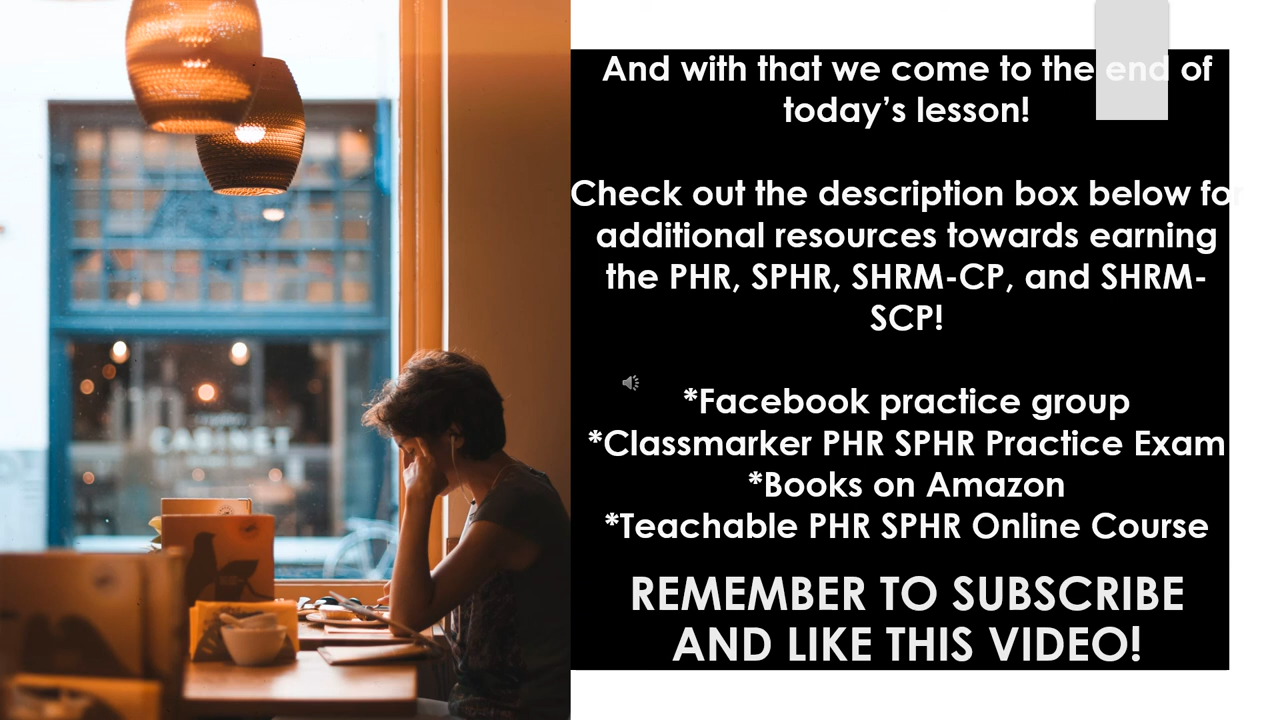 And with that we come to the end of
today's lesson!
Check out the description box below for
additional resources towards earning
the PHR, SPHR, SHRM-CP, and SHRM-
SCP!
*Facebook practice group
*Classmarker PHR SPHR Practice Exam
*Books on Amazon
*Teachable PHR SPHR Online Course
REMEMBER TO SUBSCRIBE
AND LIKE THIS VIDEO!
CABINET